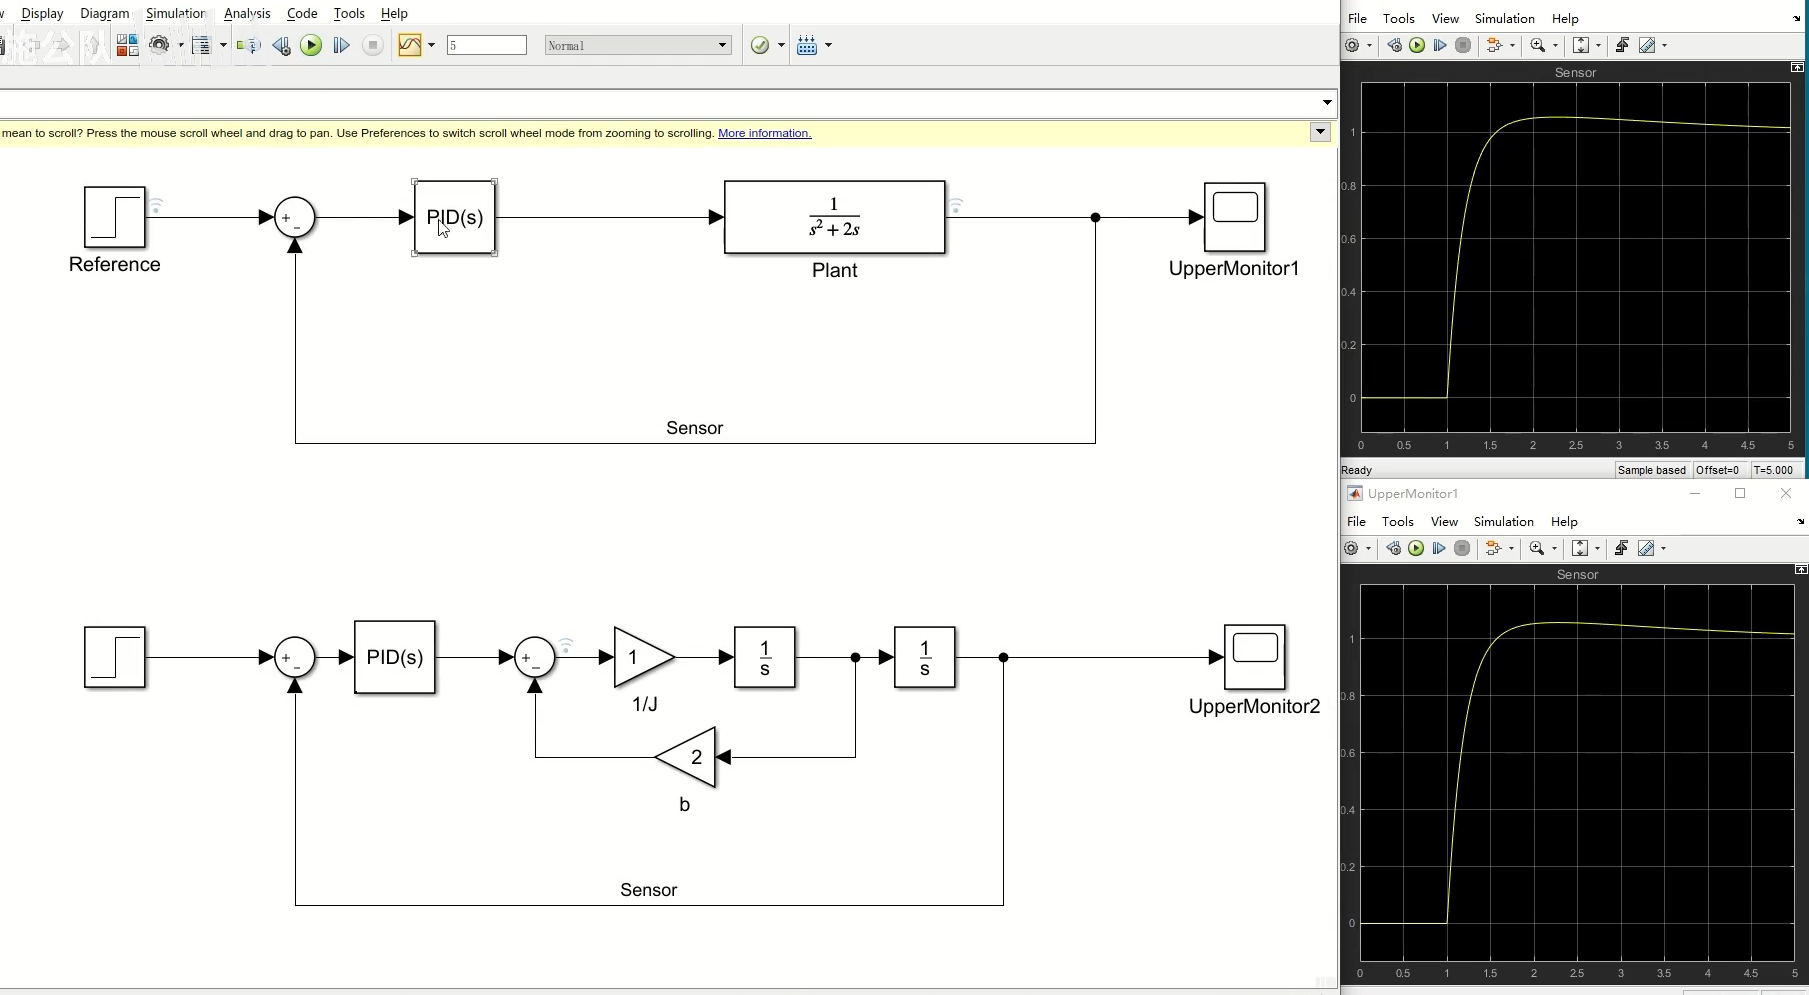 Display Diagram Simulation Analysis Code Tools Help
5 Normal
mean to scroll? Press the mouse scroll wheel and drag to pan. Use Preferences to switch scroll wheel mode from zooming to scrolling. More information.
Reference
+
−
PID(s)
1
s² + 2s
Plant
UpperMonitor1
Sensor
+
−
PID(s)
+
−
1
1/J
1
s
1
s
UpperMonitor2
2
b
Sensor
File Tools View Simulation Help
Sensor
1
0.8
0.6
0.4
0.2
0
0 0.5 1 1.5 2 2.5 3 3.5 4 4.5 5
Ready Sample based Offset=0 T=5.000
UpperMonitor1
File Tools View Simulation Help
Sensor
1
0.8
0.6
0.4
0.2
0
0 0.5 1 1.5 2 2.5 3 3.5 4 4.5 5